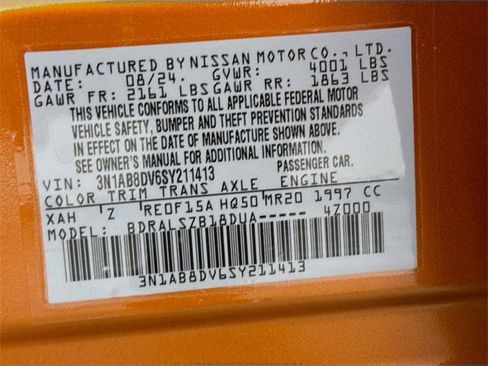 MANUFACTURED BY NISSAN MOTOR CO., LTD.
DATE: 08/24. GVWR: 4001 LBS
GAWR FR: 2161 LBS GAWR RR: 1863 LBS
THIS VEHICLE CONFORMS TO ALL APPLICABLE FEDERAL MOTOR
VEHICLE SAFETY, BUMPER AND THEFT PREVENTION STANDARDS
IN EFFECT ON THE DATE OF MANUFACTURE SHOWN ABOVE.
SEE OWNER'S MANUAL FOR ADDITIONAL INFORMATION.
VIN: 3N1AB8DV6SY211413 PASSENGER CAR.
COLOR TRIM TRANS AXLE ENGINE
XAH Z RE0F15A HQ50 MR20 1997 CC
MODEL: BDRALSZB18DUA----- 4Z000
3N1AB8DV6SY211413